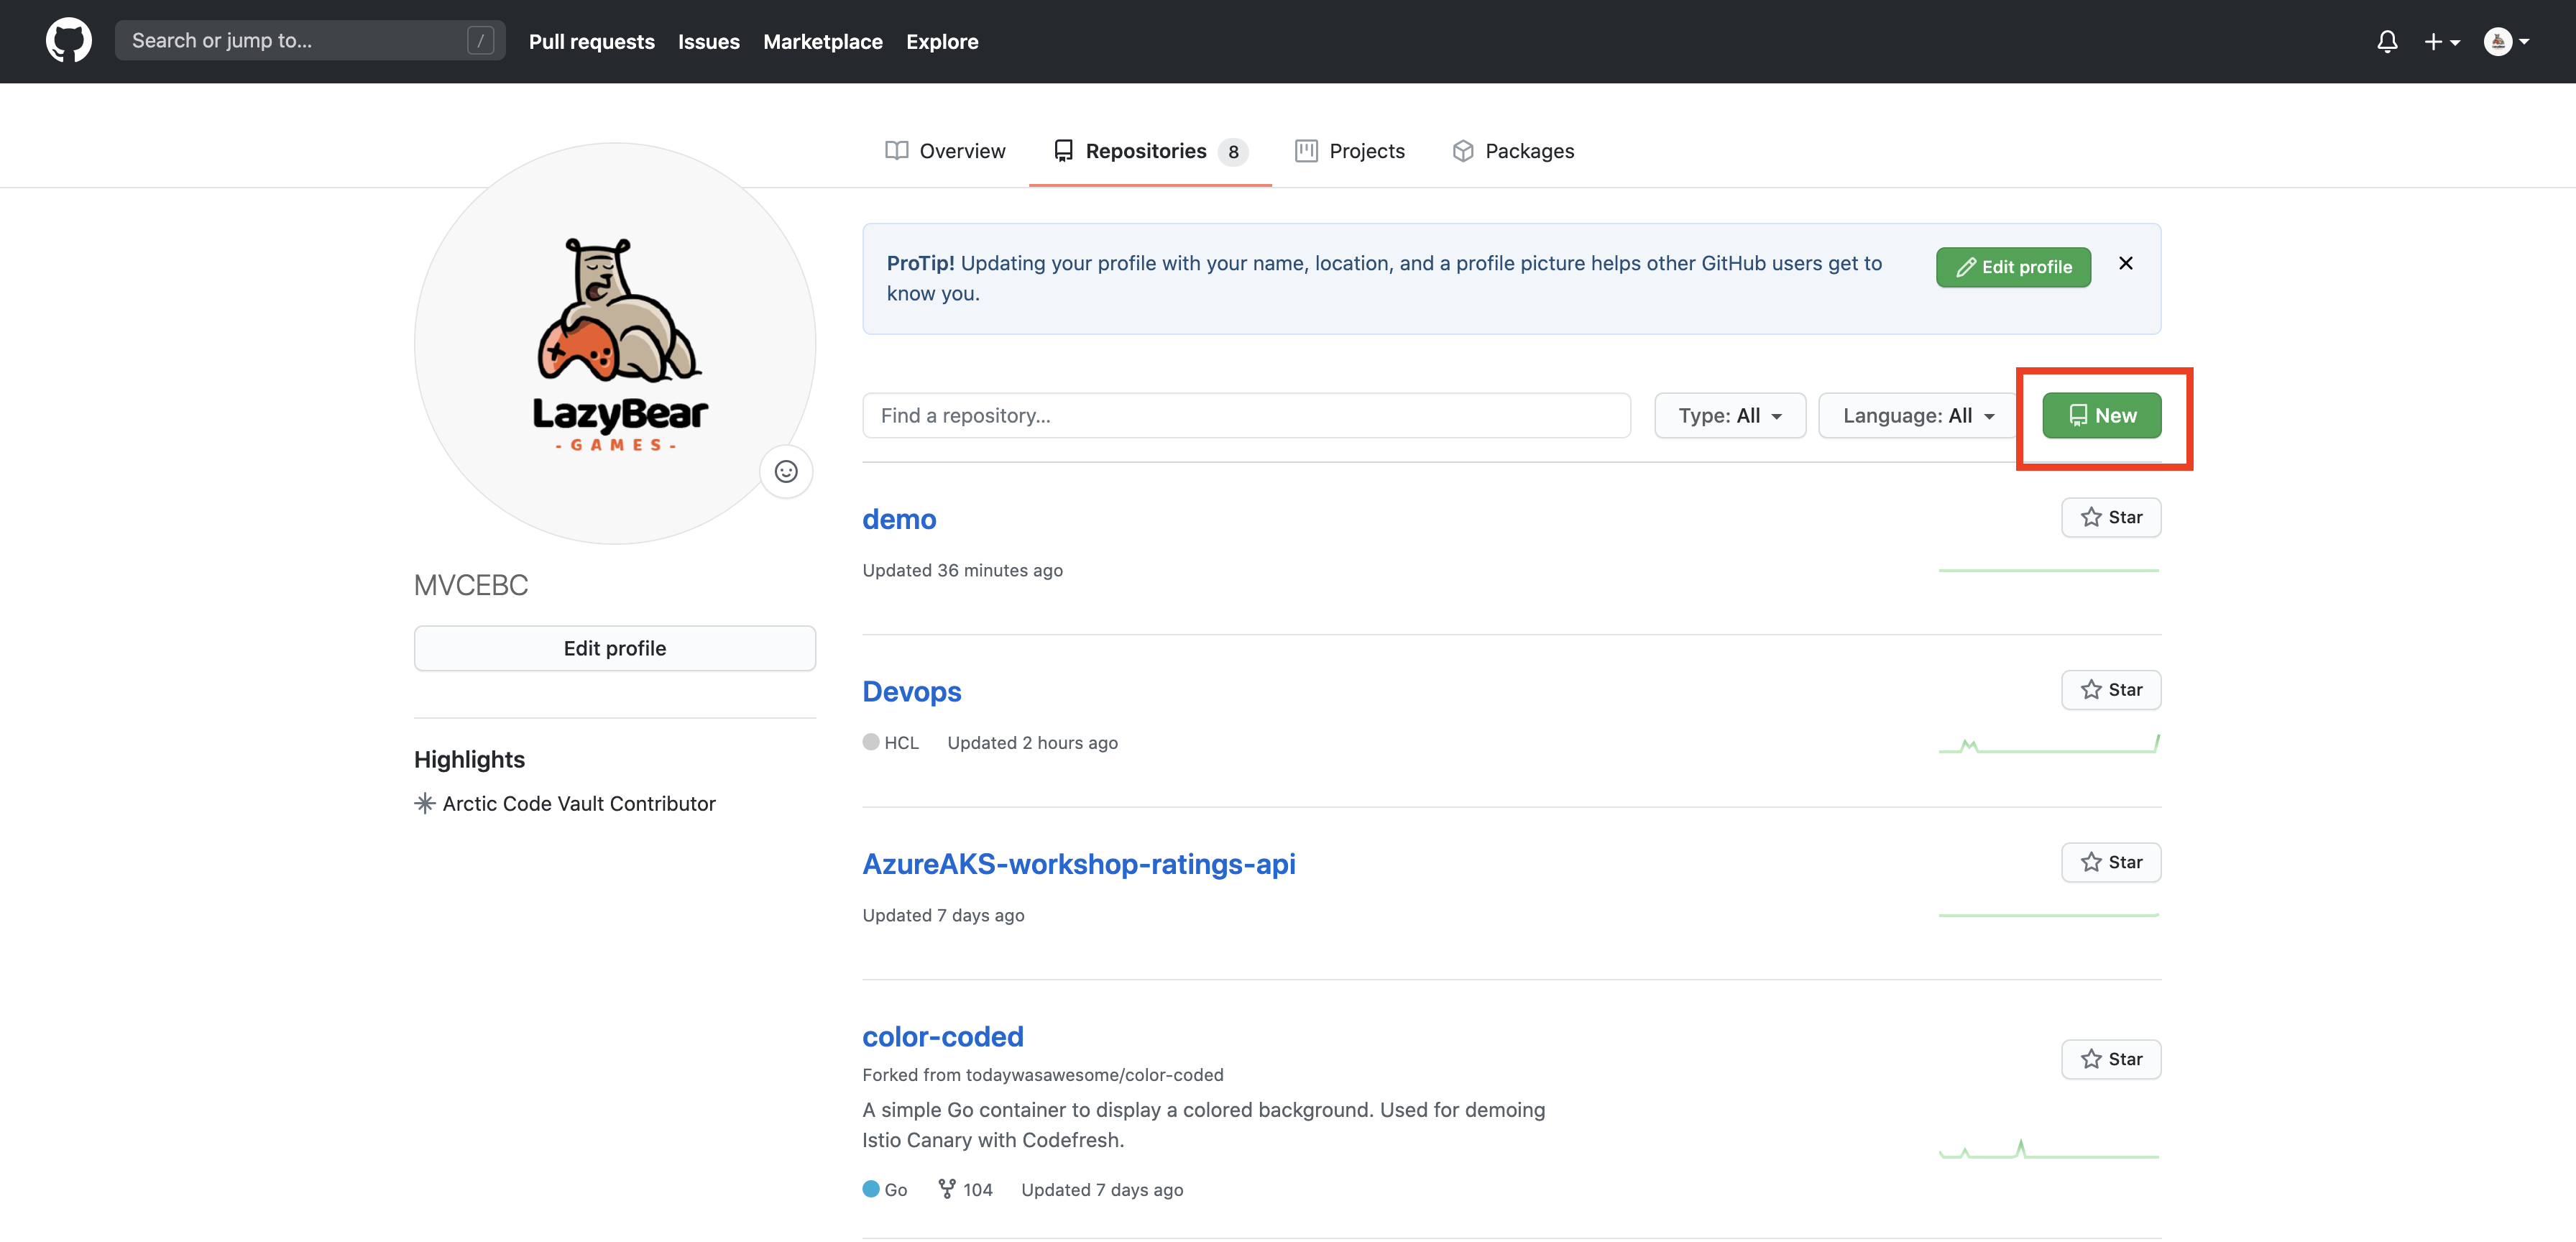 Search or jump to... /
Pull requests Issues Marketplace Explore
Overview Repositories 8 Projects Packages
LazyBear
- GAMES -
MVCEBC
Edit profile
Highlights
Arctic Code Vault Contributor
ProTip! Updating your profile with your name, location, and a profile picture helps other GitHub users get to
know you.
Edit profile
Find a repository... Type: All Language: All New
demo Star
Updated 36 minutes ago
Devops Star
HCL Updated 2 hours ago
AzureAKS-workshop-ratings-api Star
Updated 7 days ago
color-coded Star
Forked from todaywasawesome/color-coded
A simple Go container to display a colored background. Used for demoing
Istio Canary with Codefresh.
Go 104 Updated 7 days ago